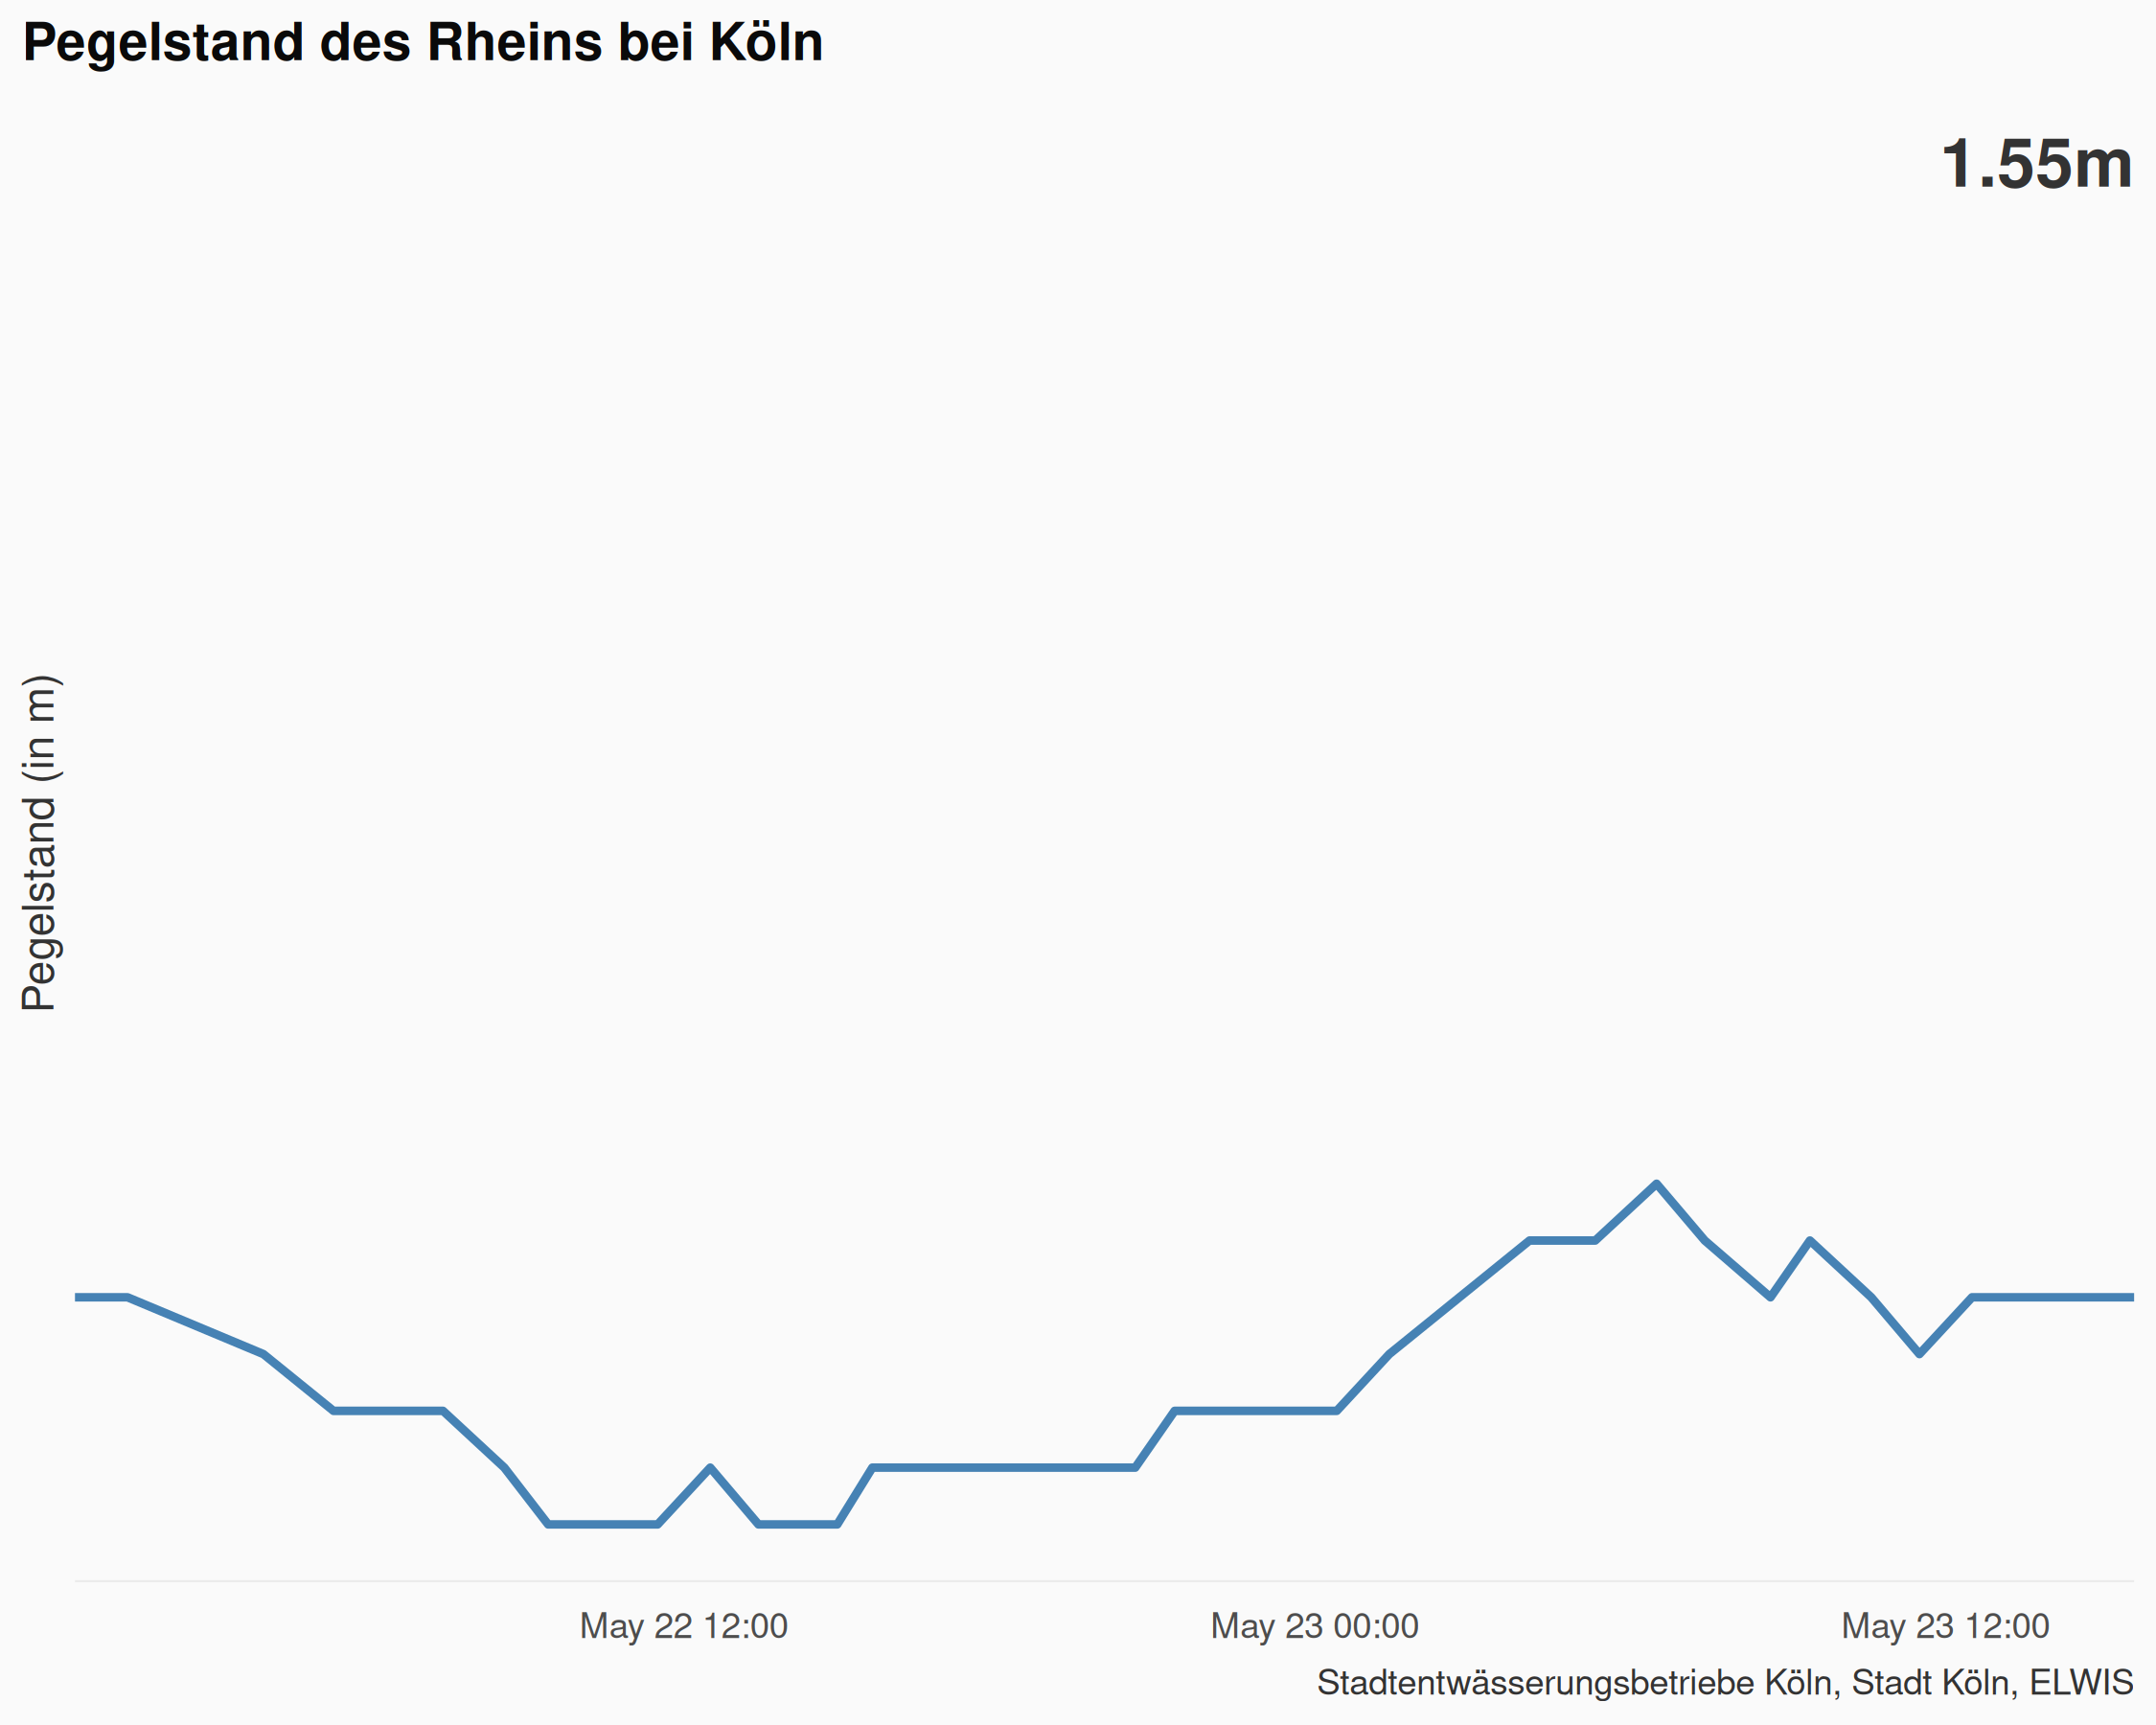 Pegelstand des Rheins bei Köln
1.55m
Pegelstand (in m)
May 22 12:00
May 23 00:00
May 23 12:00
Stadtentwässerungsbetriebe Köln, Stadt Köln, ELWIS